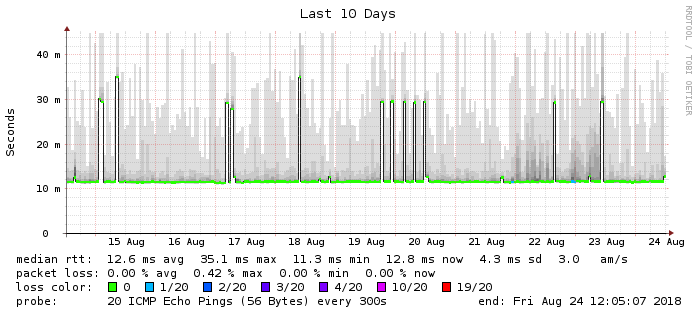 Last 10 Days
RRDTOOL / TOBI OETIKER
Seconds
40 m
30 m
20 m
10 m
0
15 Aug 16 Aug 17 Aug 18 Aug 19 Aug 20 Aug 21 Aug 22 Aug 23 Aug 24 Aug
median rtt: 12.6 ms avg 35.1 ms max 11.3 ms min 12.8 ms now 4.3 ms sd 3.0 am/s
packet loss: 0.00 % avg 0.42 % max 0.00 % min 0.00 % now
loss color: 0 1/20 2/20 3/20 4/20 10/20 19/20
probe: 20 ICMP Echo Pings (56 Bytes) every 300s end: Fri Aug 24 12:05:07 2018